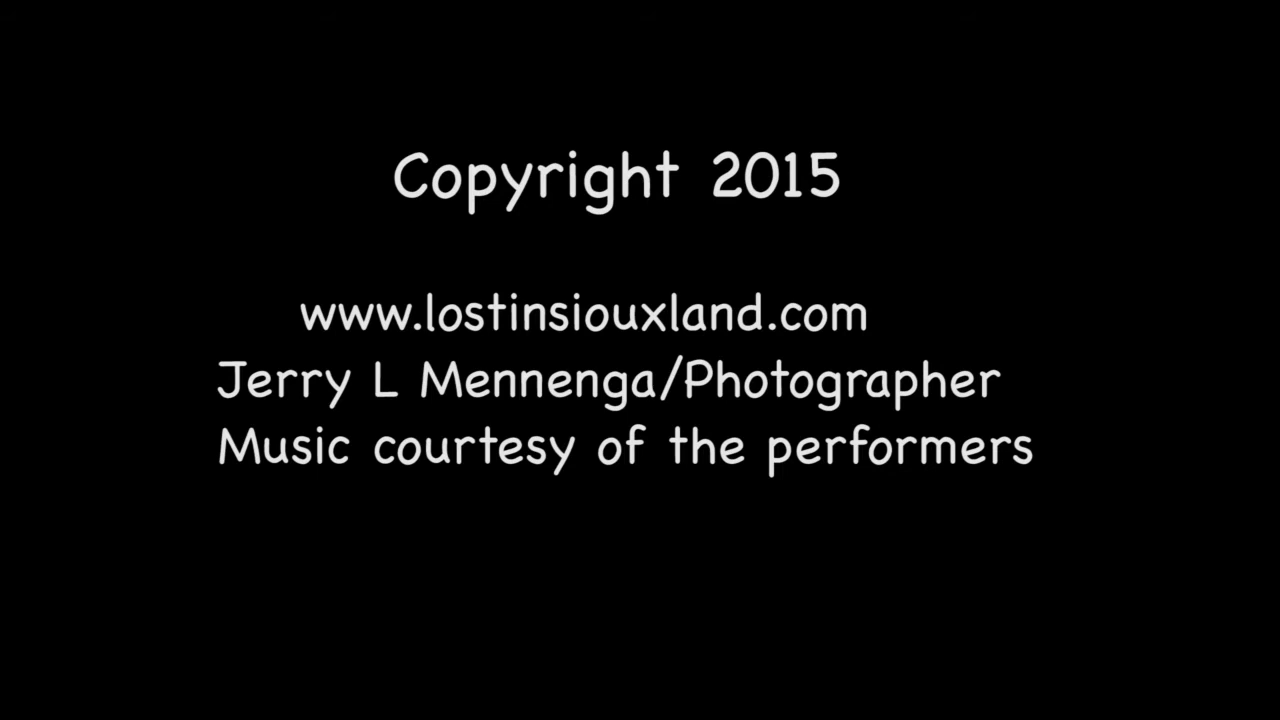 Copyright 2015
www.lostinsiouxland.com
Jerry L Mennenga/Photographer
Music courtesy of the performers